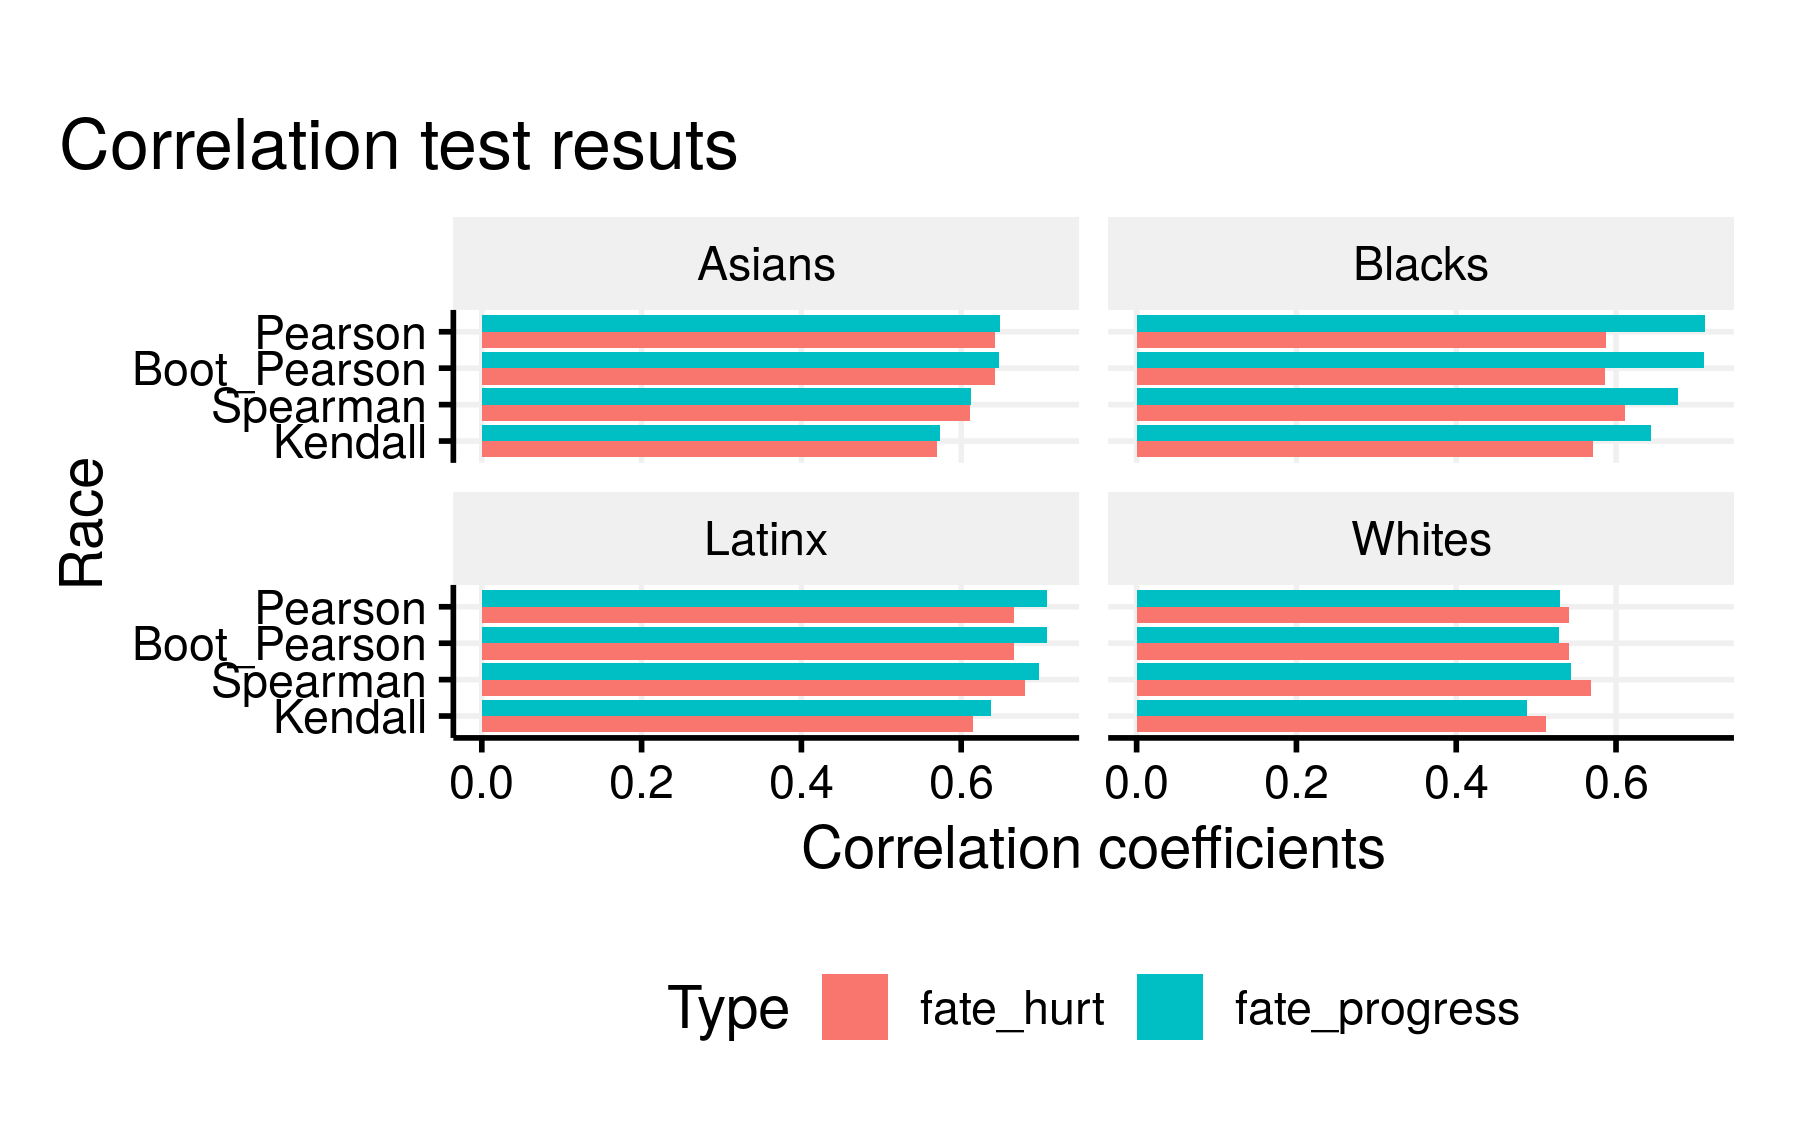 Correlation test resuts
Asians
Blacks
Pearson
Boot_Pearson
Spearman
Kendall
Race
Latinx
Whites
Pearson
Boot_Pearson
Spearman
Kendall
0.0 0.2 0.4 0.6
0.0 0.2 0.4 0.6
Correlation coefficients
Type fate_hurt fate_progress